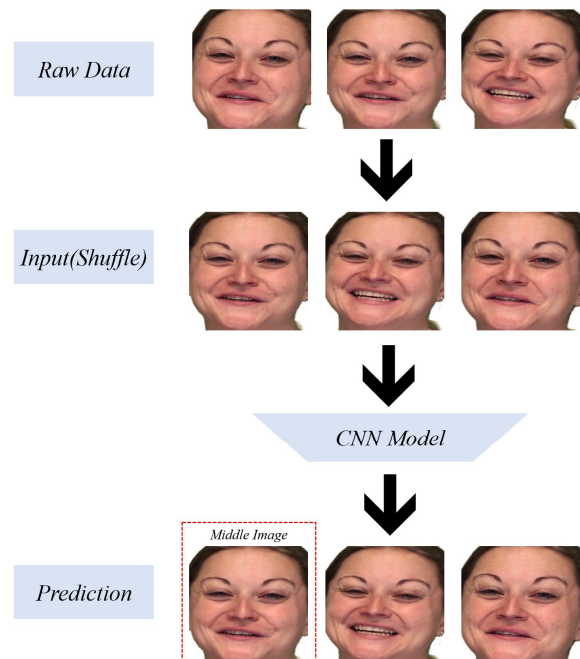 Raw Data
Input(Shuffle)
CNN Model
Middle Image
Prediction